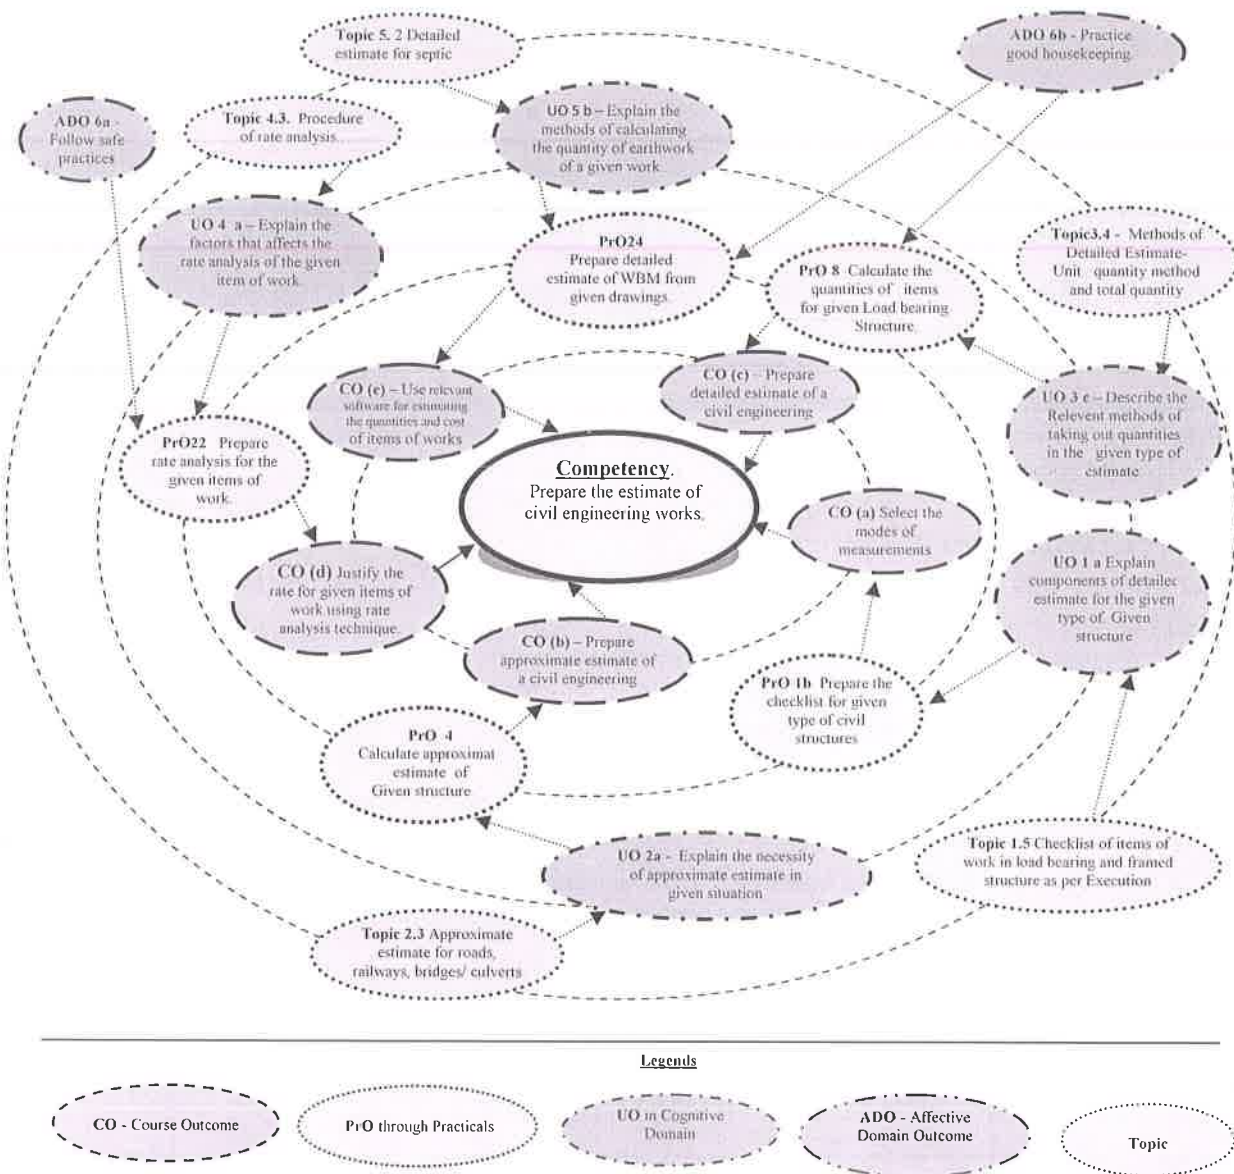 Topic 5. 2 Detailed
estimate for septic
ADO 6b - Practice
good housekeeping.
ADO 6a -
Follow safe
practices
Topic 4.3. Procedure
of rate analysis.
UO 5 b – Explain the
methods of calculating
the quantity of earthwork
of a given work.
UO 4 a – Explain the
factors that affects the
rate analysis of the given
item of work.
PrO24
Prepare detailed
estimate of WBM from
given drawings.
PrO 8 Calculate the
quantities of items
for given Load bearing
Structure.
Topic3.4 - Methods of
Detailed Estimate-
Unit quantity method
and total quantity
CO (e) – Use relevant
software for estimating
the quantities and cost
of items of works
CO (c) – Prepare
detailed estimate of a
civil engineering
UO 3 e – Describe the
Relevent methods of
taking out quantities
in the given type of
estimate
PrO22 Prepare
rate analysis for the
given items of
work.
Competency.
Prepare the estimate of
civil engineering works.
CO (a) Select the
modes of
measurements
CO (d) Justify the
rate for given items of
work using rate
analysis technique.
UO 1 a Explain
components of detailec
estimate for the given
type of Given
structure
CO (b) – Prepare
approximate estimate of
a civil engineering
PrO 1b Prepare the
checklist for given
type of civil
structures
PrO 4
Calculate approximat
estimate of
Given structure
UO 2a - Explain the necessity
of approximate estimate in
given situation
Topic 1.5 Checklist of items of
work in load bearing and framed
structure as per Execution
Topic 2.3 Approximate
estimate for roads,
railways, bridges/ culverts
Legends
CO - Course Outcome
PrO through Practicals
UO in Cognitive
Domain
ADO - Affective
Domain Outcome
Topic